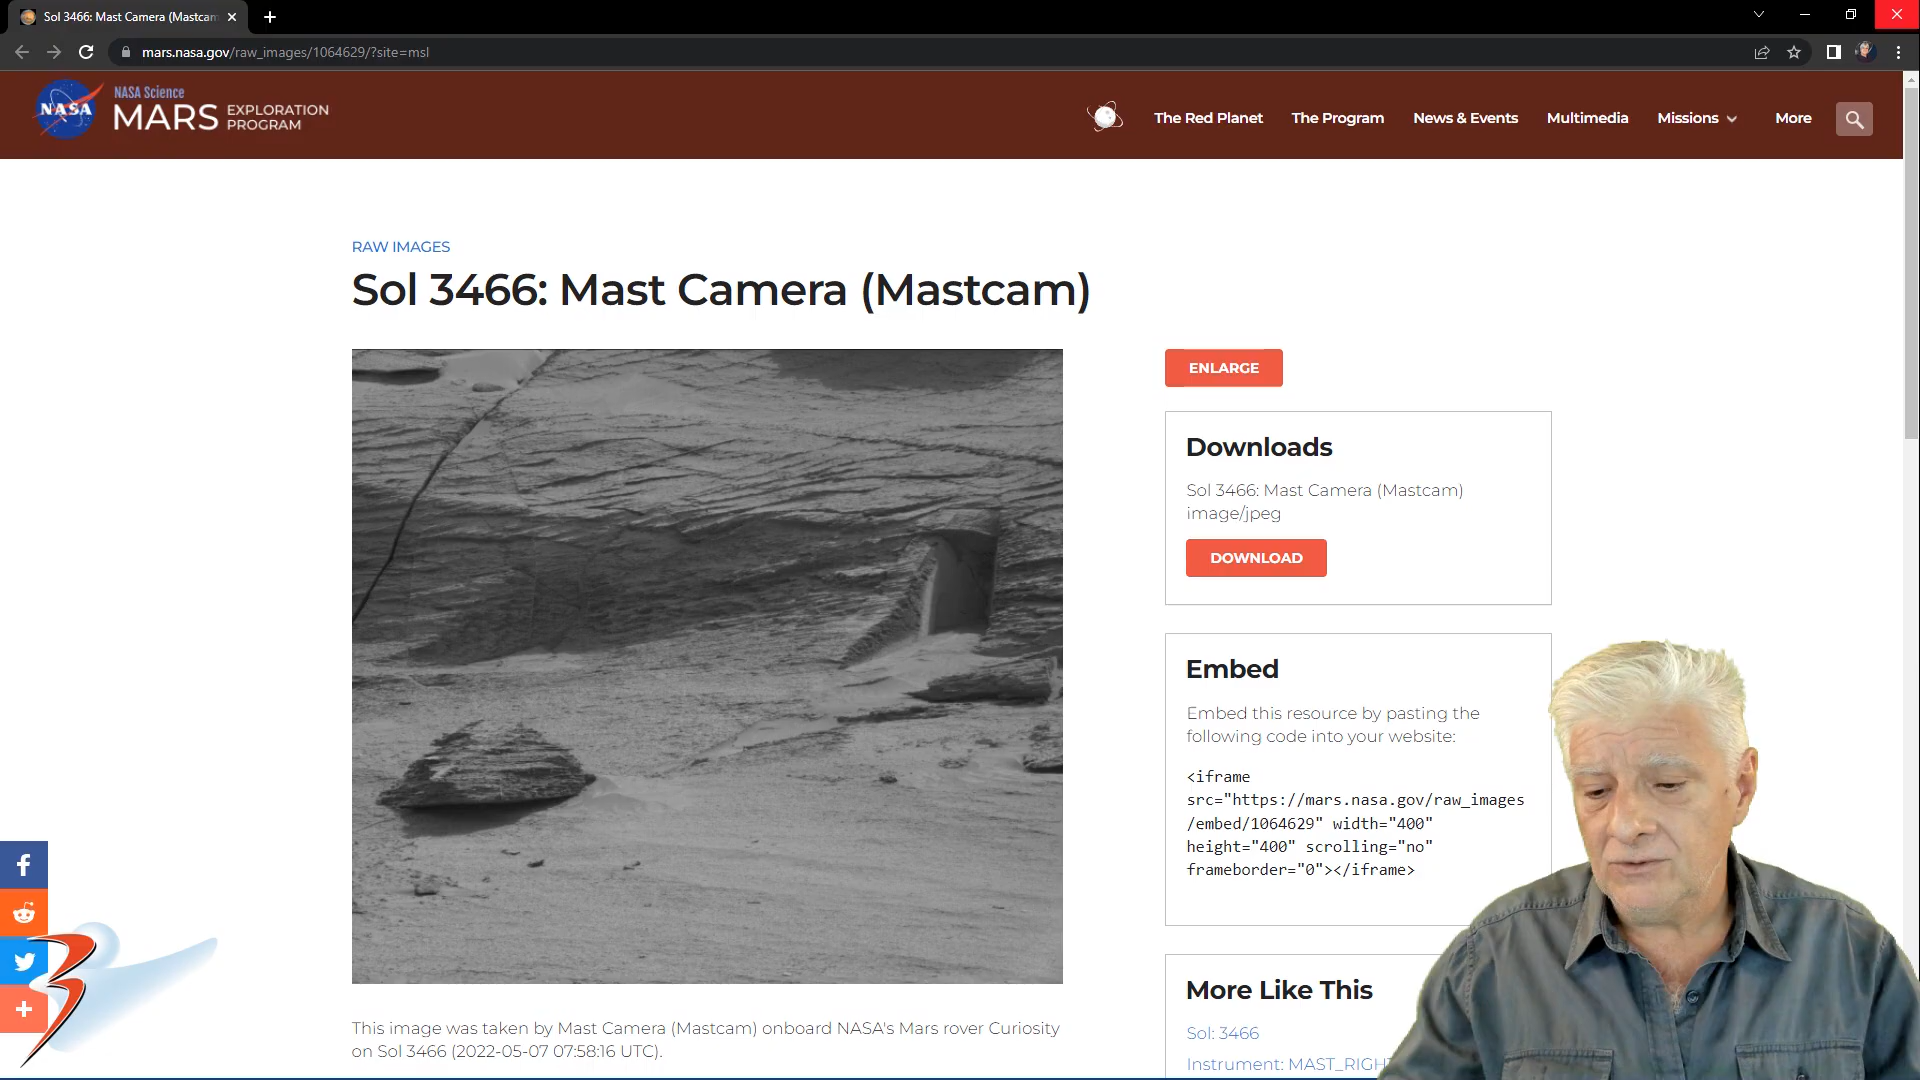 Sol 3466: Mast Camera (Mastcam
mars.nasa.gov/raw_images/1064629/?site=msl
NASA
NASA Science
MARS EXPLORATION PROGRAM
The Red Planet
The Program
News & Events
Multimedia
Missions
More
RAW IMAGES
Sol 3466: Mast Camera (Mastcam)
ENLARGE
Downloads
Sol 3466: Mast Camera (Mastcam)
image/jpeg
DOWNLOAD
Embed
Embed this resource by pasting the
following code into your website:
<iframe
src="https://mars.nasa.gov/raw_images
/embed/1064629" width="400"
height="400" scrolling="no"
frameborder="0"></iframe>
More Like This
Sol: 3466
Instrument: MAST_RIGH
This image was taken by Mast Camera (Mastcam) onboard NASA's Mars rover Curiosity
on Sol 3466 (2022-05-07 07:58:16 UTC).